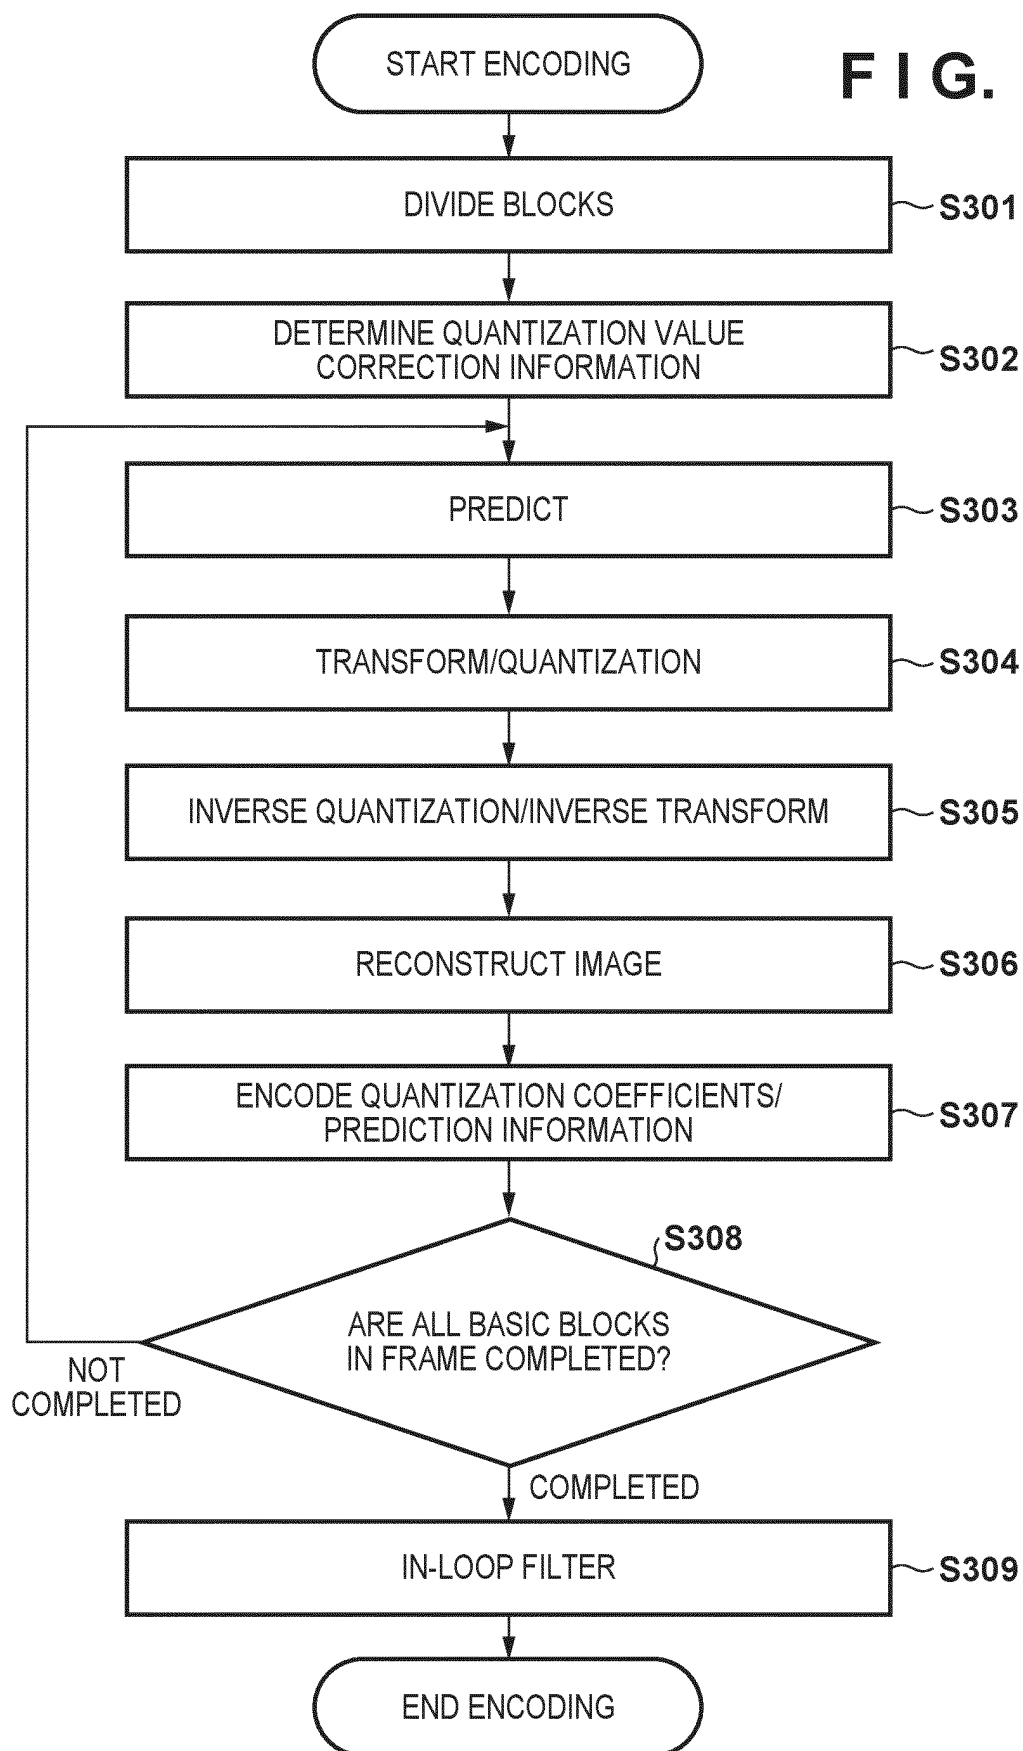 START ENCODING
FIG.
DIVIDE BLOCKS
S301
DETERMINE QUANTIZATION VALUE
CORRECTION INFORMATION
S302
PREDICT
S303
TRANSFORM/QUANTIZATION
S304
INVERSE QUANTIZATION/INVERSE TRANSFORM
S305
RECONSTRUCT IMAGE
S306
ENCODE QUANTIZATION COEFFICIENTS/
PREDICTION INFORMATION
S307
S308
ARE ALL BASIC BLOCKS
IN FRAME COMPLETED?
NOT
COMPLETED
COMPLETED
IN-LOOP FILTER
S309
END ENCODING